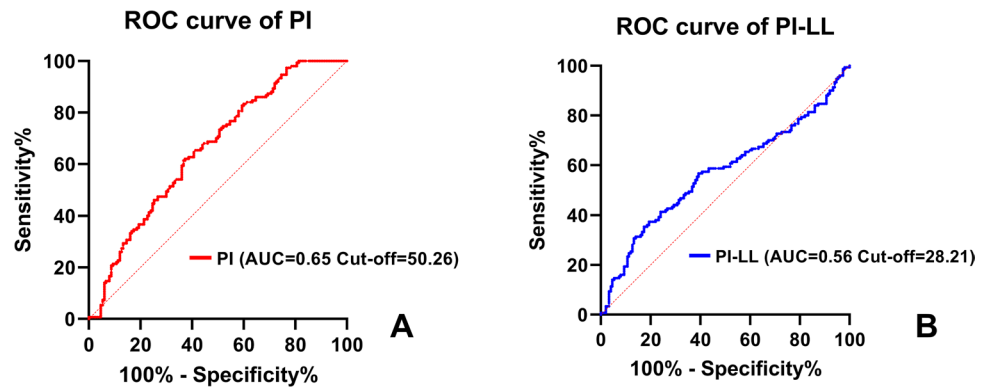 ROC curve of PI
100
80
60
40
20
0
Sensitivity%
PI (AUC=0.65 Cut-off=50.26)
0 20 40 60 80 100
100% - Specificity%
A
ROC curve of PI-LL
100
80
60
40
20
0
Sensitivity%
PI-LL (AUC=0.56 Cut-off=28.21)
0 20 40 60 80 100
100% - Specificity%
B